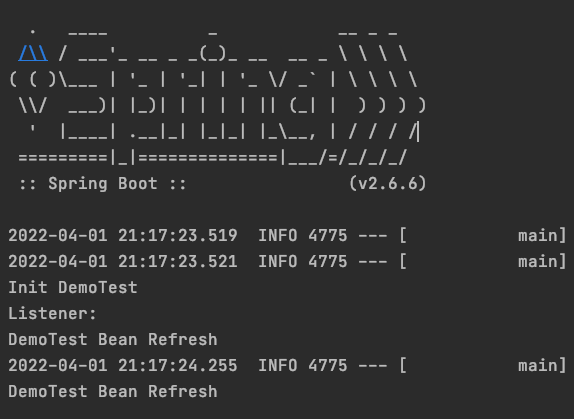 .   ____          _            __ _ _
 /\\ / ___'_ __ _ _(_)_ __  __ _ \ \ \ \
( ( )\___ | '_ | '_| | '_ \/ _` | \ \ \ \
 \\/  ___)| |_)| | | | | || (_| |  ) ) ) )
  '  |____| .__|_| |_|_| |_\__, | / / / /
 =========|_|==============|___/=/_/_/_/
 :: Spring Boot ::                (v2.6.6)
2022-04-01 21:17:23.519  INFO 4775 --- [           main]
2022-04-01 21:17:23.521  INFO 4775 --- [           main]
Init DemoTest
Listener:
DemoTest Bean Refresh
2022-04-01 21:17:24.255  INFO 4775 --- [           main]
DemoTest Bean Refresh